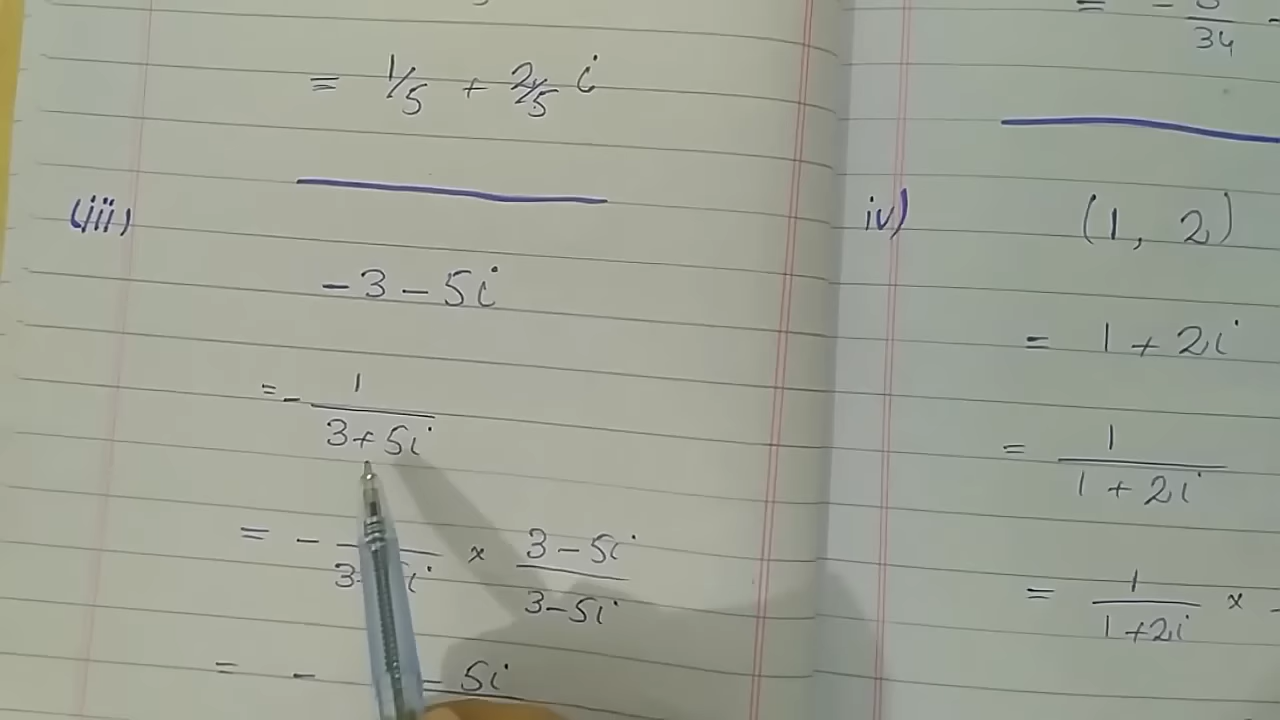 = 1/5 + 2/5 i
(iii)
-3-5i
= - 1
3+5i
= - × 3-5i
3 i 3-5i
= - - 5i
= - 34
iv) (1, 2)
= 1+2i
= 1
1+2i
= 1 ×
1+2i